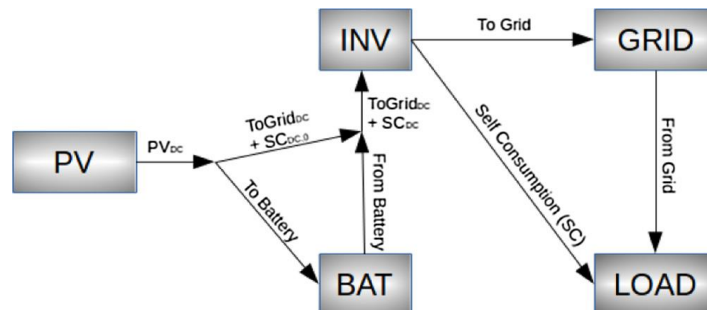 INV
To Grid
GRID
ToGridDC
+ SCDC,0
ToGridDC
+ SCDC
PV
PVDC
To Battery
From Battery
Self Consumption (SC)
From Grid
BAT
LOAD